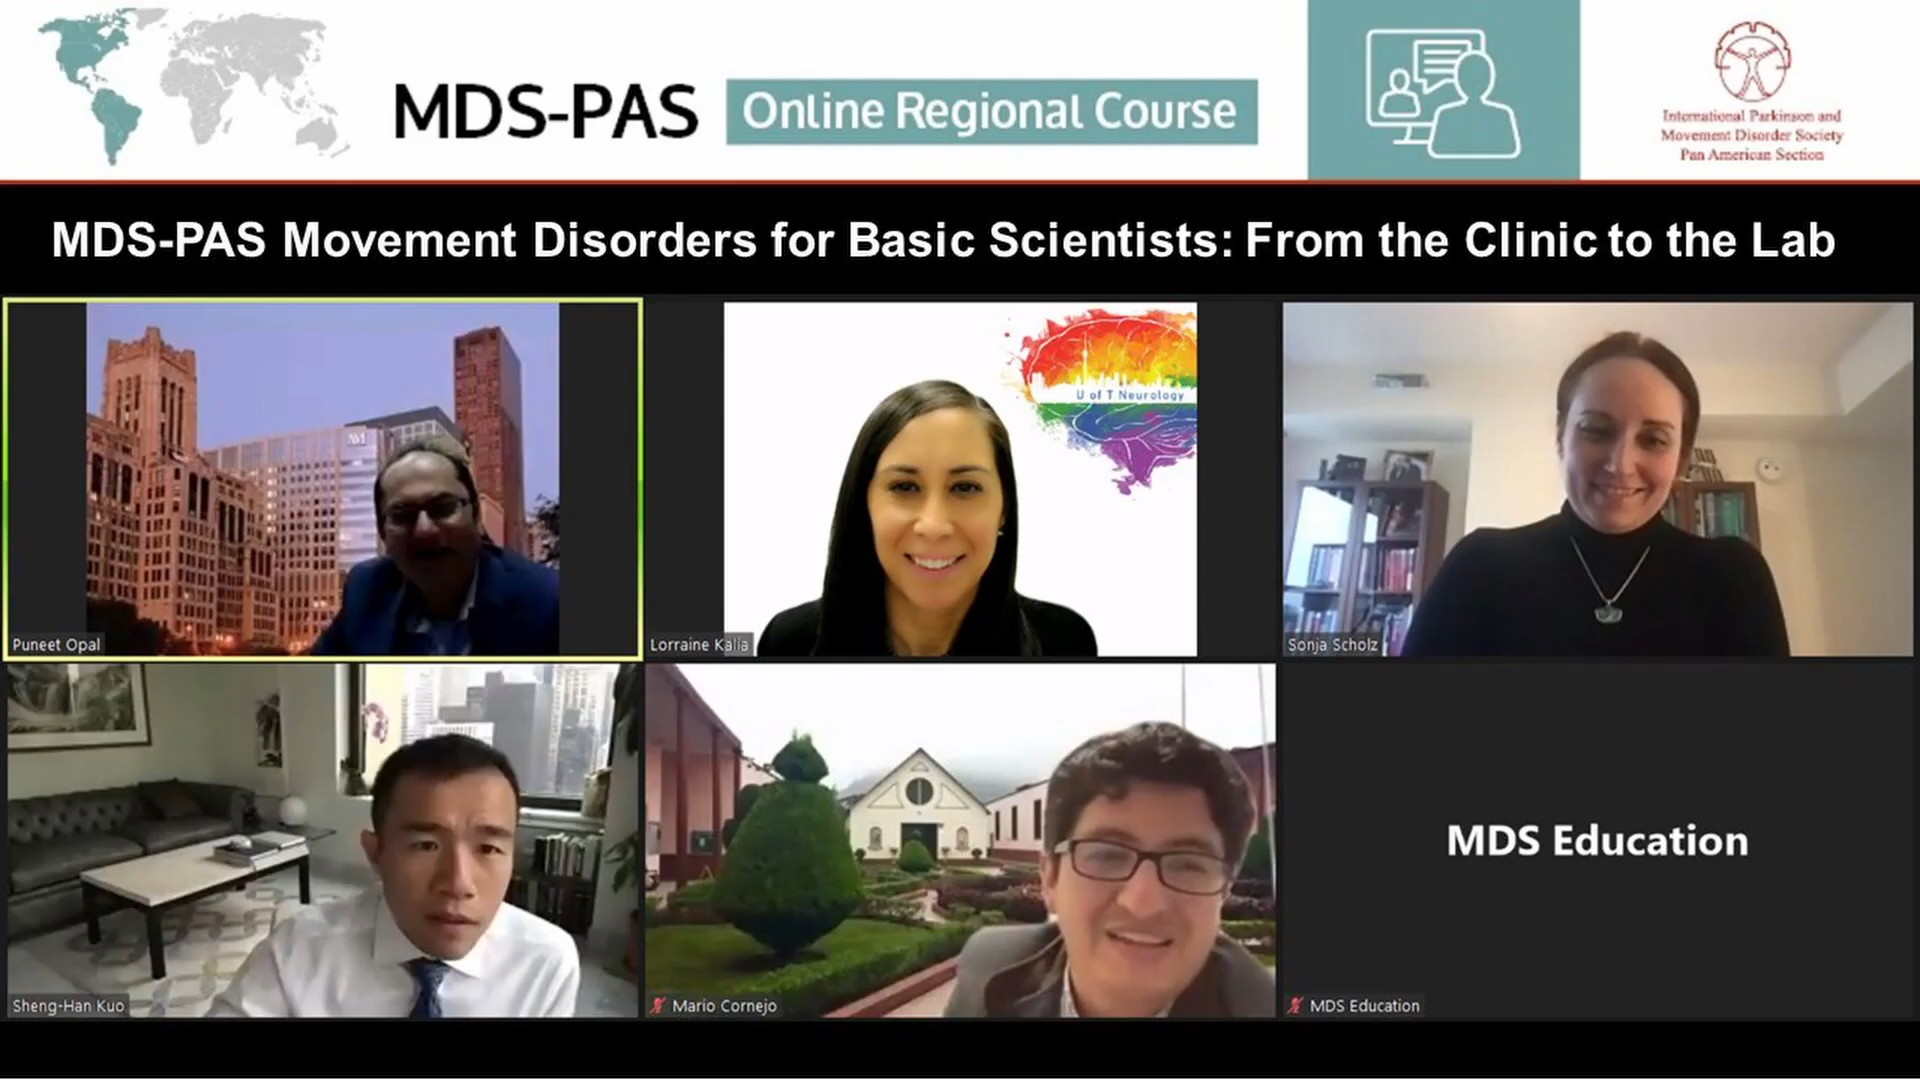 MDS-PAS Online Regional Course
International Parkinson and
Movement Disorder Society
Pan American Section
MDS-PAS Movement Disorders for Basic Scientists: From the Clinic to the Lab
U of T Neurology
Puneet Opal
Lorraine Kalia
Sonja Scholz
MDS Education
Sheng-Han Kuo
Mario Cornejo
MDS Education